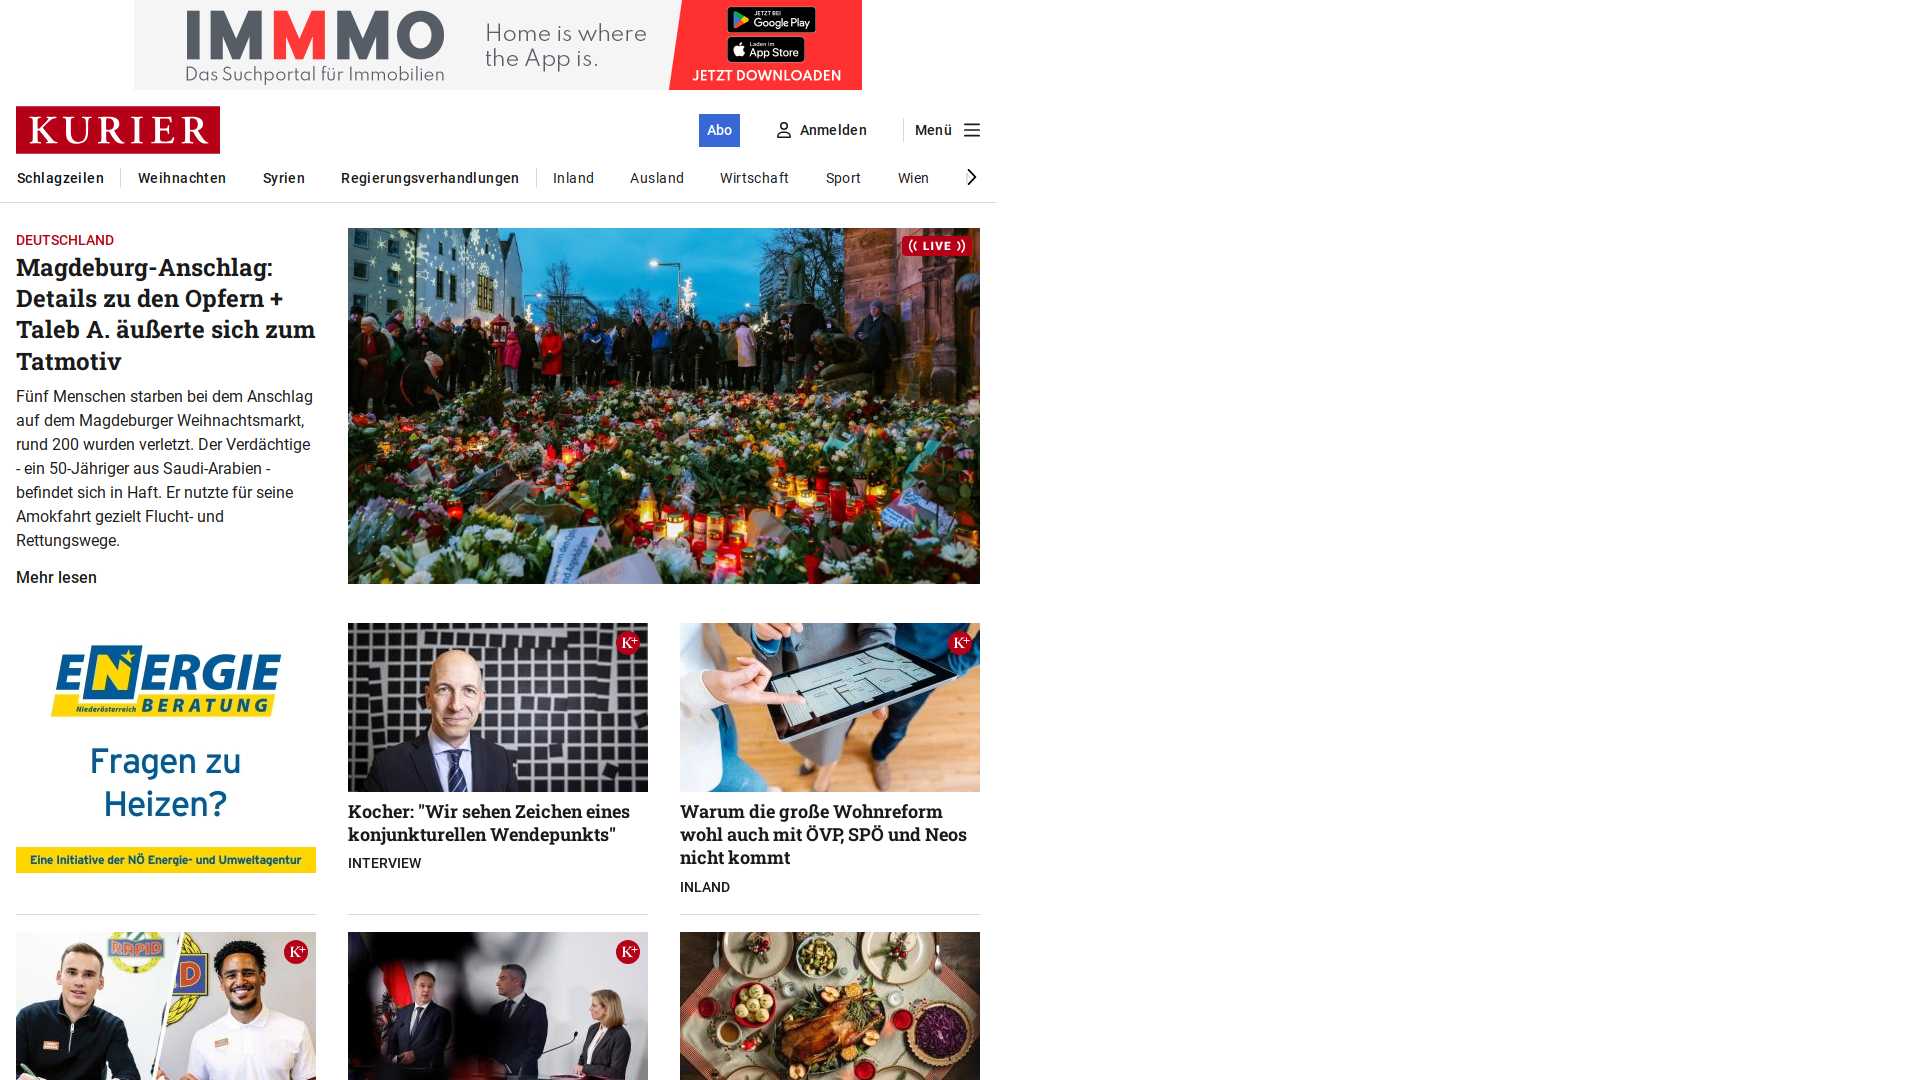 IMMMO
Das Suchportal für Immobilien
Home is where
the App is.
JETZT BEI
Google Play
Laden im
App Store
JETZT DOWNLOADEN
KURIER
Abo
Anmelden
Menü
Schlagzeilen
Weihnachten
Syrien
Regierungsverhandlungen
Inland
Ausland
Wirtschaft
Sport
Wien
DEUTSCHLAND
Magdeburg-Anschlag:
Details zu den Opfern +
Taleb A. äußerte sich zum
Tatmotiv
Fünf Menschen starben bei dem Anschlag
auf dem Magdeburger Weihnachtsmarkt,
rund 200 wurden verletzt. Der Verdächtige
- ein 50-Jähriger aus Saudi-Arabien -
befindet sich in Haft. Er nutzte für seine
Amokfahrt gezielt Flucht- und
Rettungswege.
Mehr lesen
LIVE
ENERGIE
Niederösterreich BERATUNG
Fragen zu
Heizen?
Eine Initiative der NÖ Energie- und Umweltagentur
K+
Kocher: "Wir sehen Zeichen eines
konjunkturellen Wendepunkts"
INTERVIEW
K+
Warum die große Wohnreform
wohl auch mit ÖVP, SPÖ und Neos
nicht kommt
INLAND
RAPID
K+
K+